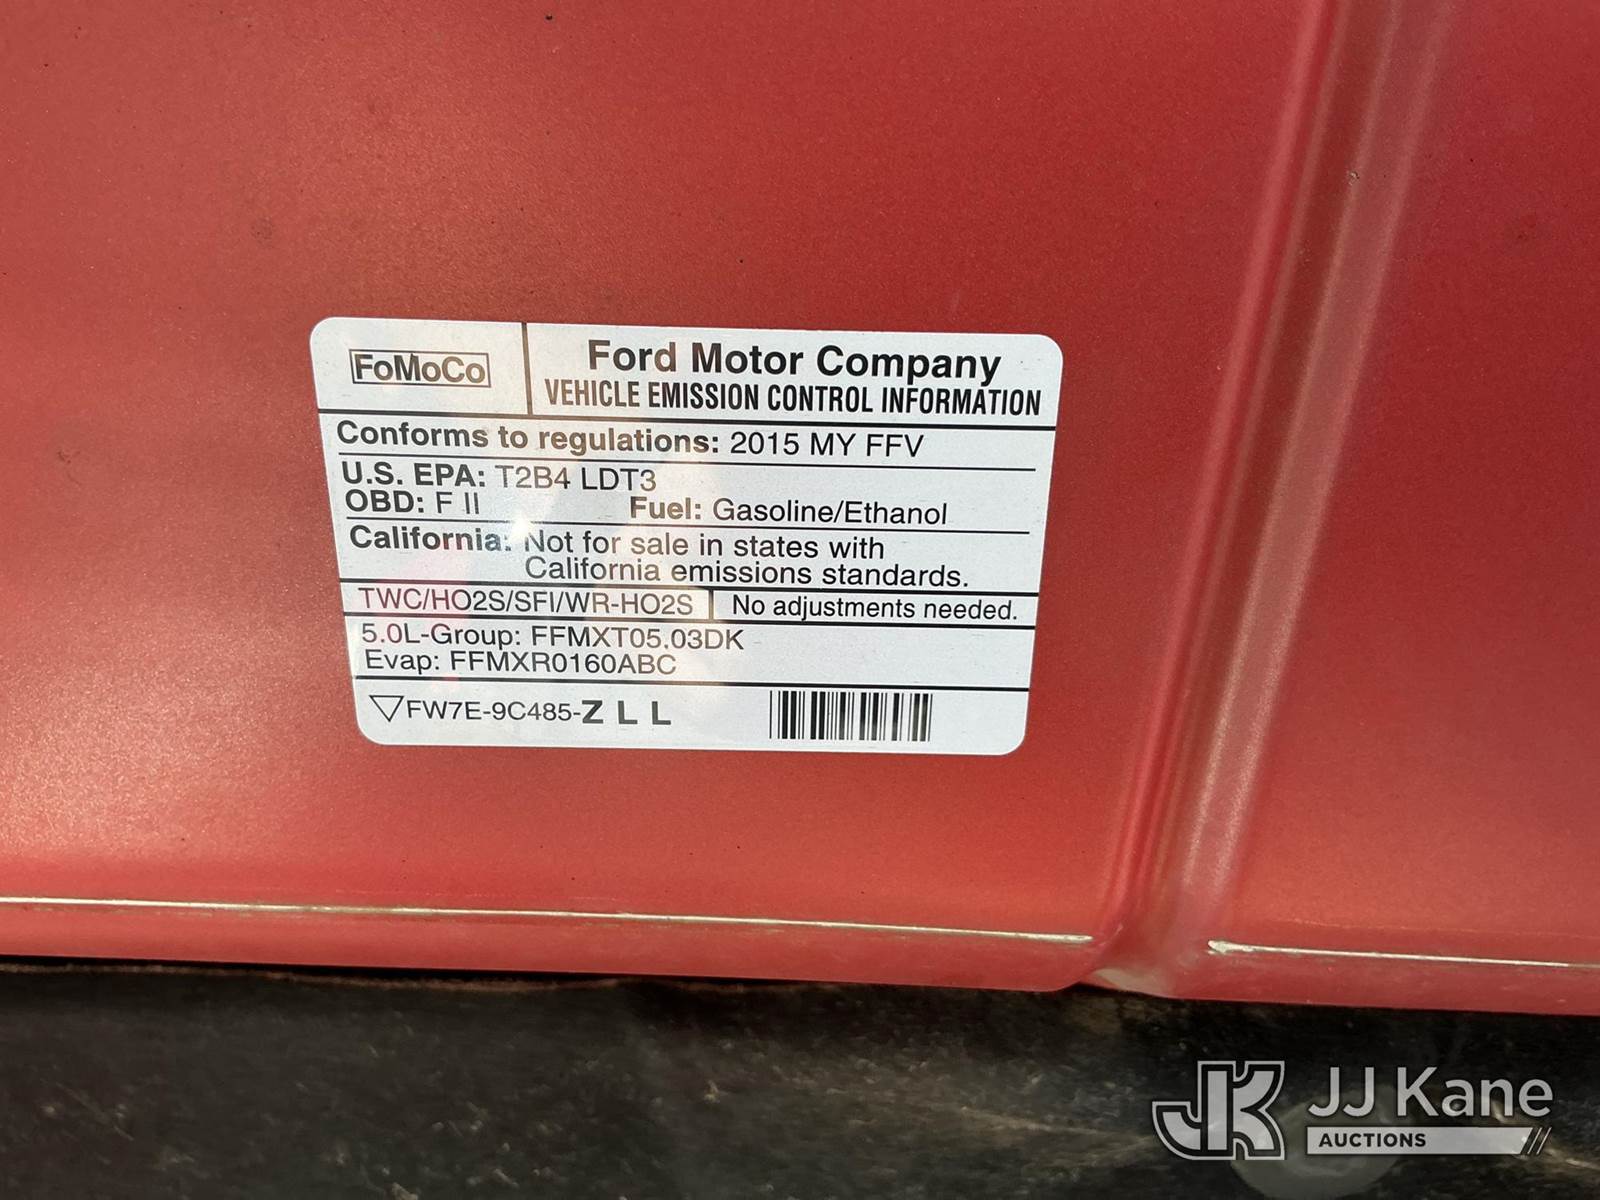 FoMoCo
Ford Motor Company
VEHICLE EMISSION CONTROL INFORMATION
Conforms to regulations: 2015 MY FFV
U.S. EPA: T2B4 LDT3
OBD: F II Fuel: Gasoline/Ethanol
California: Not for sale in states with
California emissions standards.
TWC/HO2S/SFI/WR-HO2S No adjustments needed.
5.0L-Group: FFMXT05.03DK
Evap: FFMXR0160ABC
FW7E-9C485-Z L L
JK JJ Kane
AUCTIONS